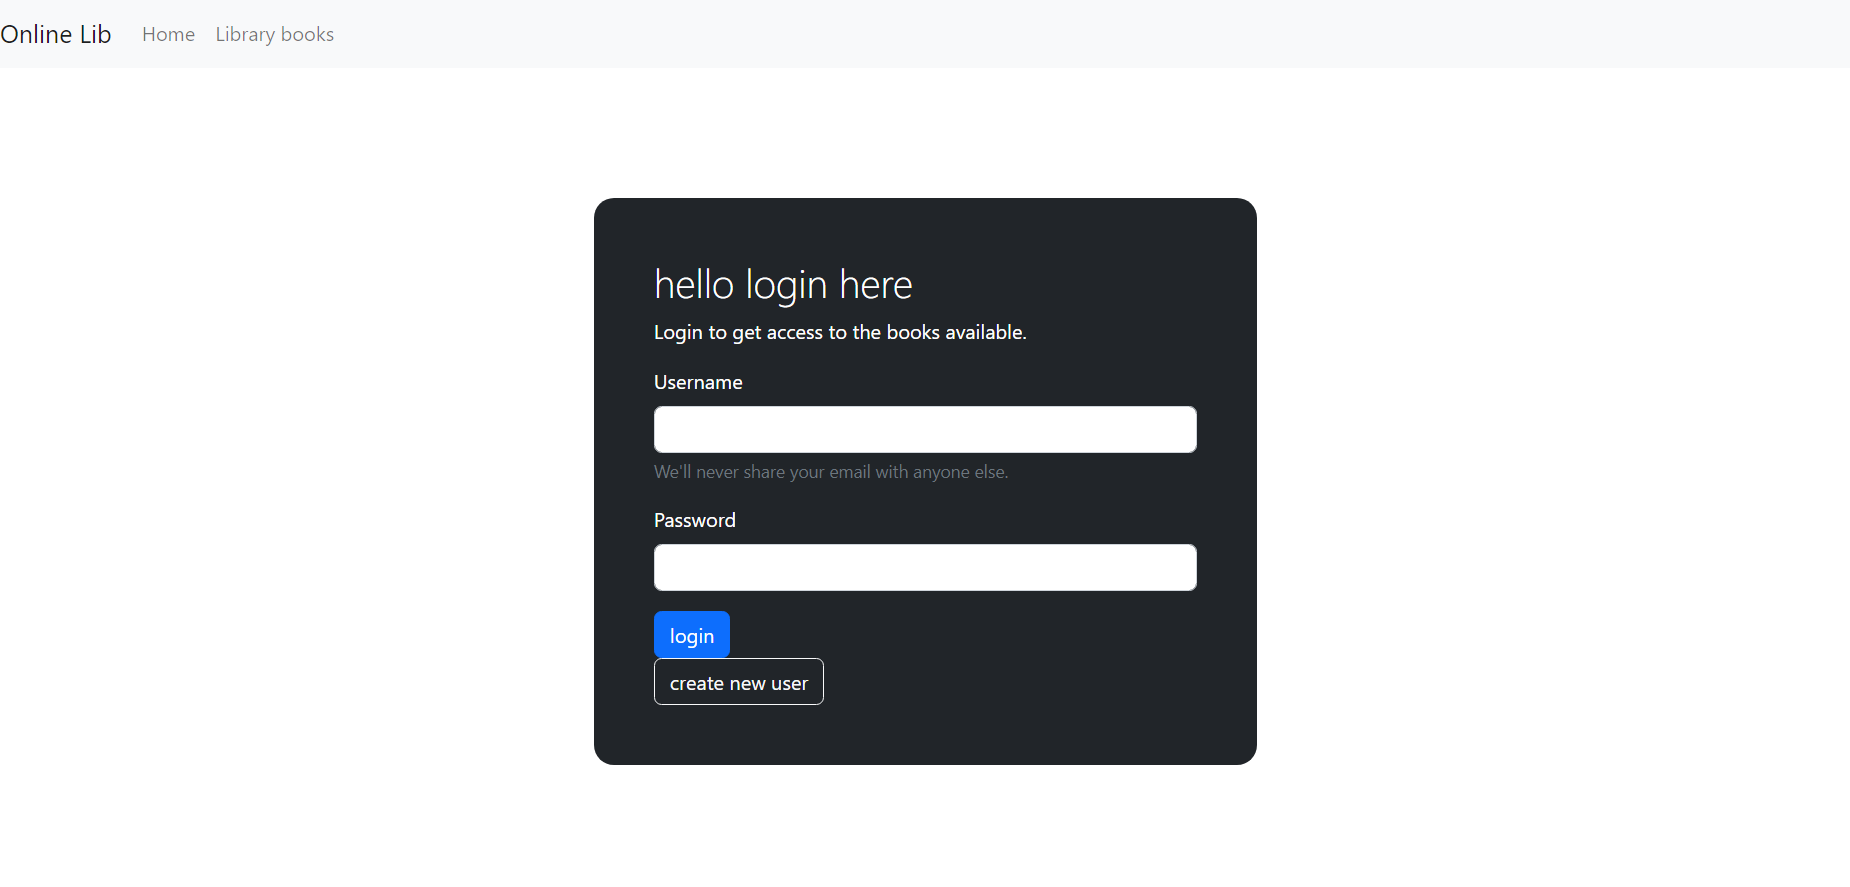 Online Lib Home Library books
hello login here
Login to get access to the books available.
Username
We'll never share your email with anyone else.
Password
login
create new user